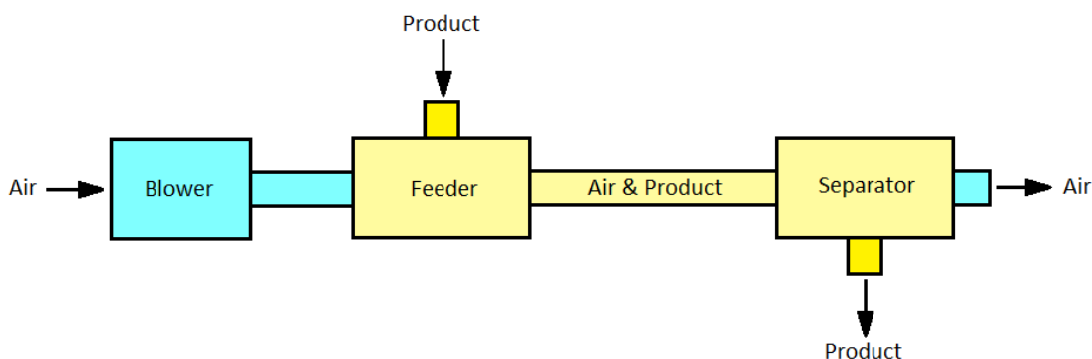 Product
Air
Blower
Feeder
Air & Product
Separator
Air
Product